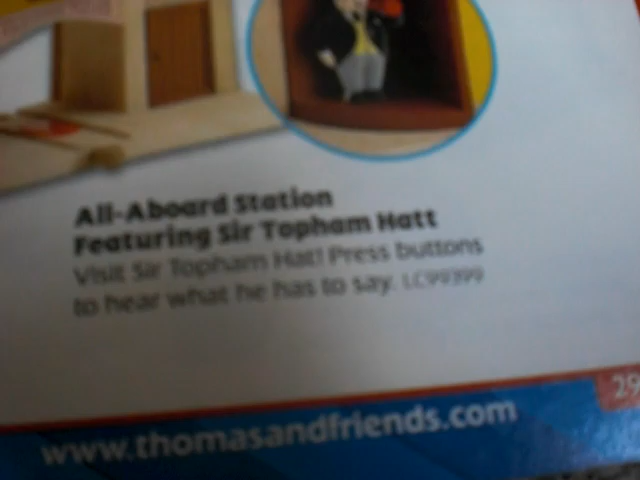 All-Aboard Station
Featuring Sir Topham Hatt
Visit Sir Topham Hat! Press buttons
to hear what he has to say. LC99399
29
www.thomasandfriends.com